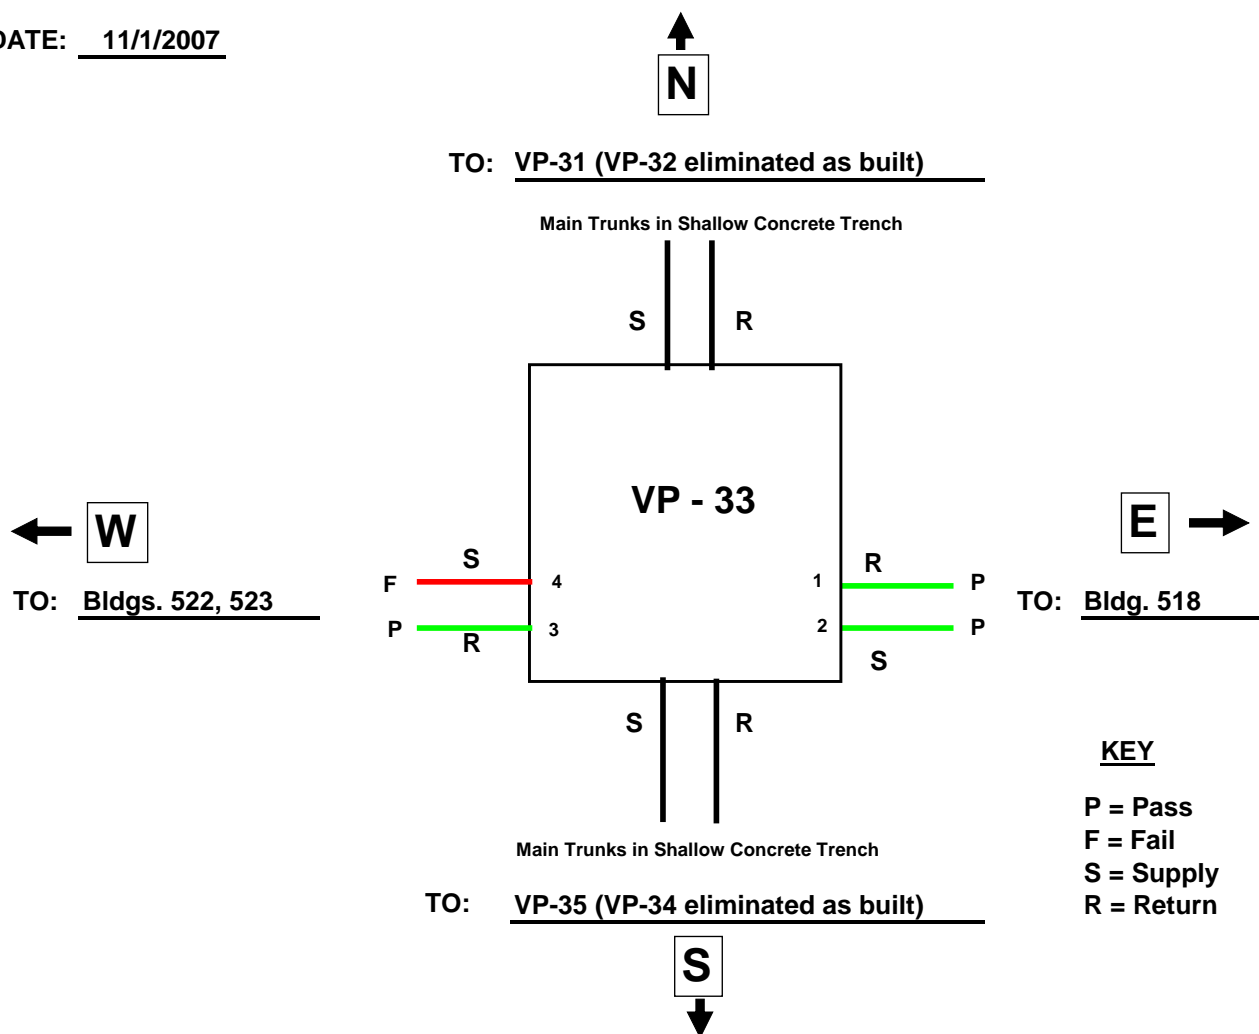 DATE: 11/1/2007
N
TO: VP-31 (VP-32 eliminated as built)
Main Trunks in Shallow Concrete Trench
S R
VP - 33
W
E
S
R
F 4
1 P
TO: Bldgs. 522, 523
TO: Bldg. 518
P 3
2 P
R
S
S R
KEY
P = Pass
F = Fail
S = Supply
R = Return
Main Trunks in Shallow Concrete Trench
TO: VP-35 (VP-34 eliminated as built)
S